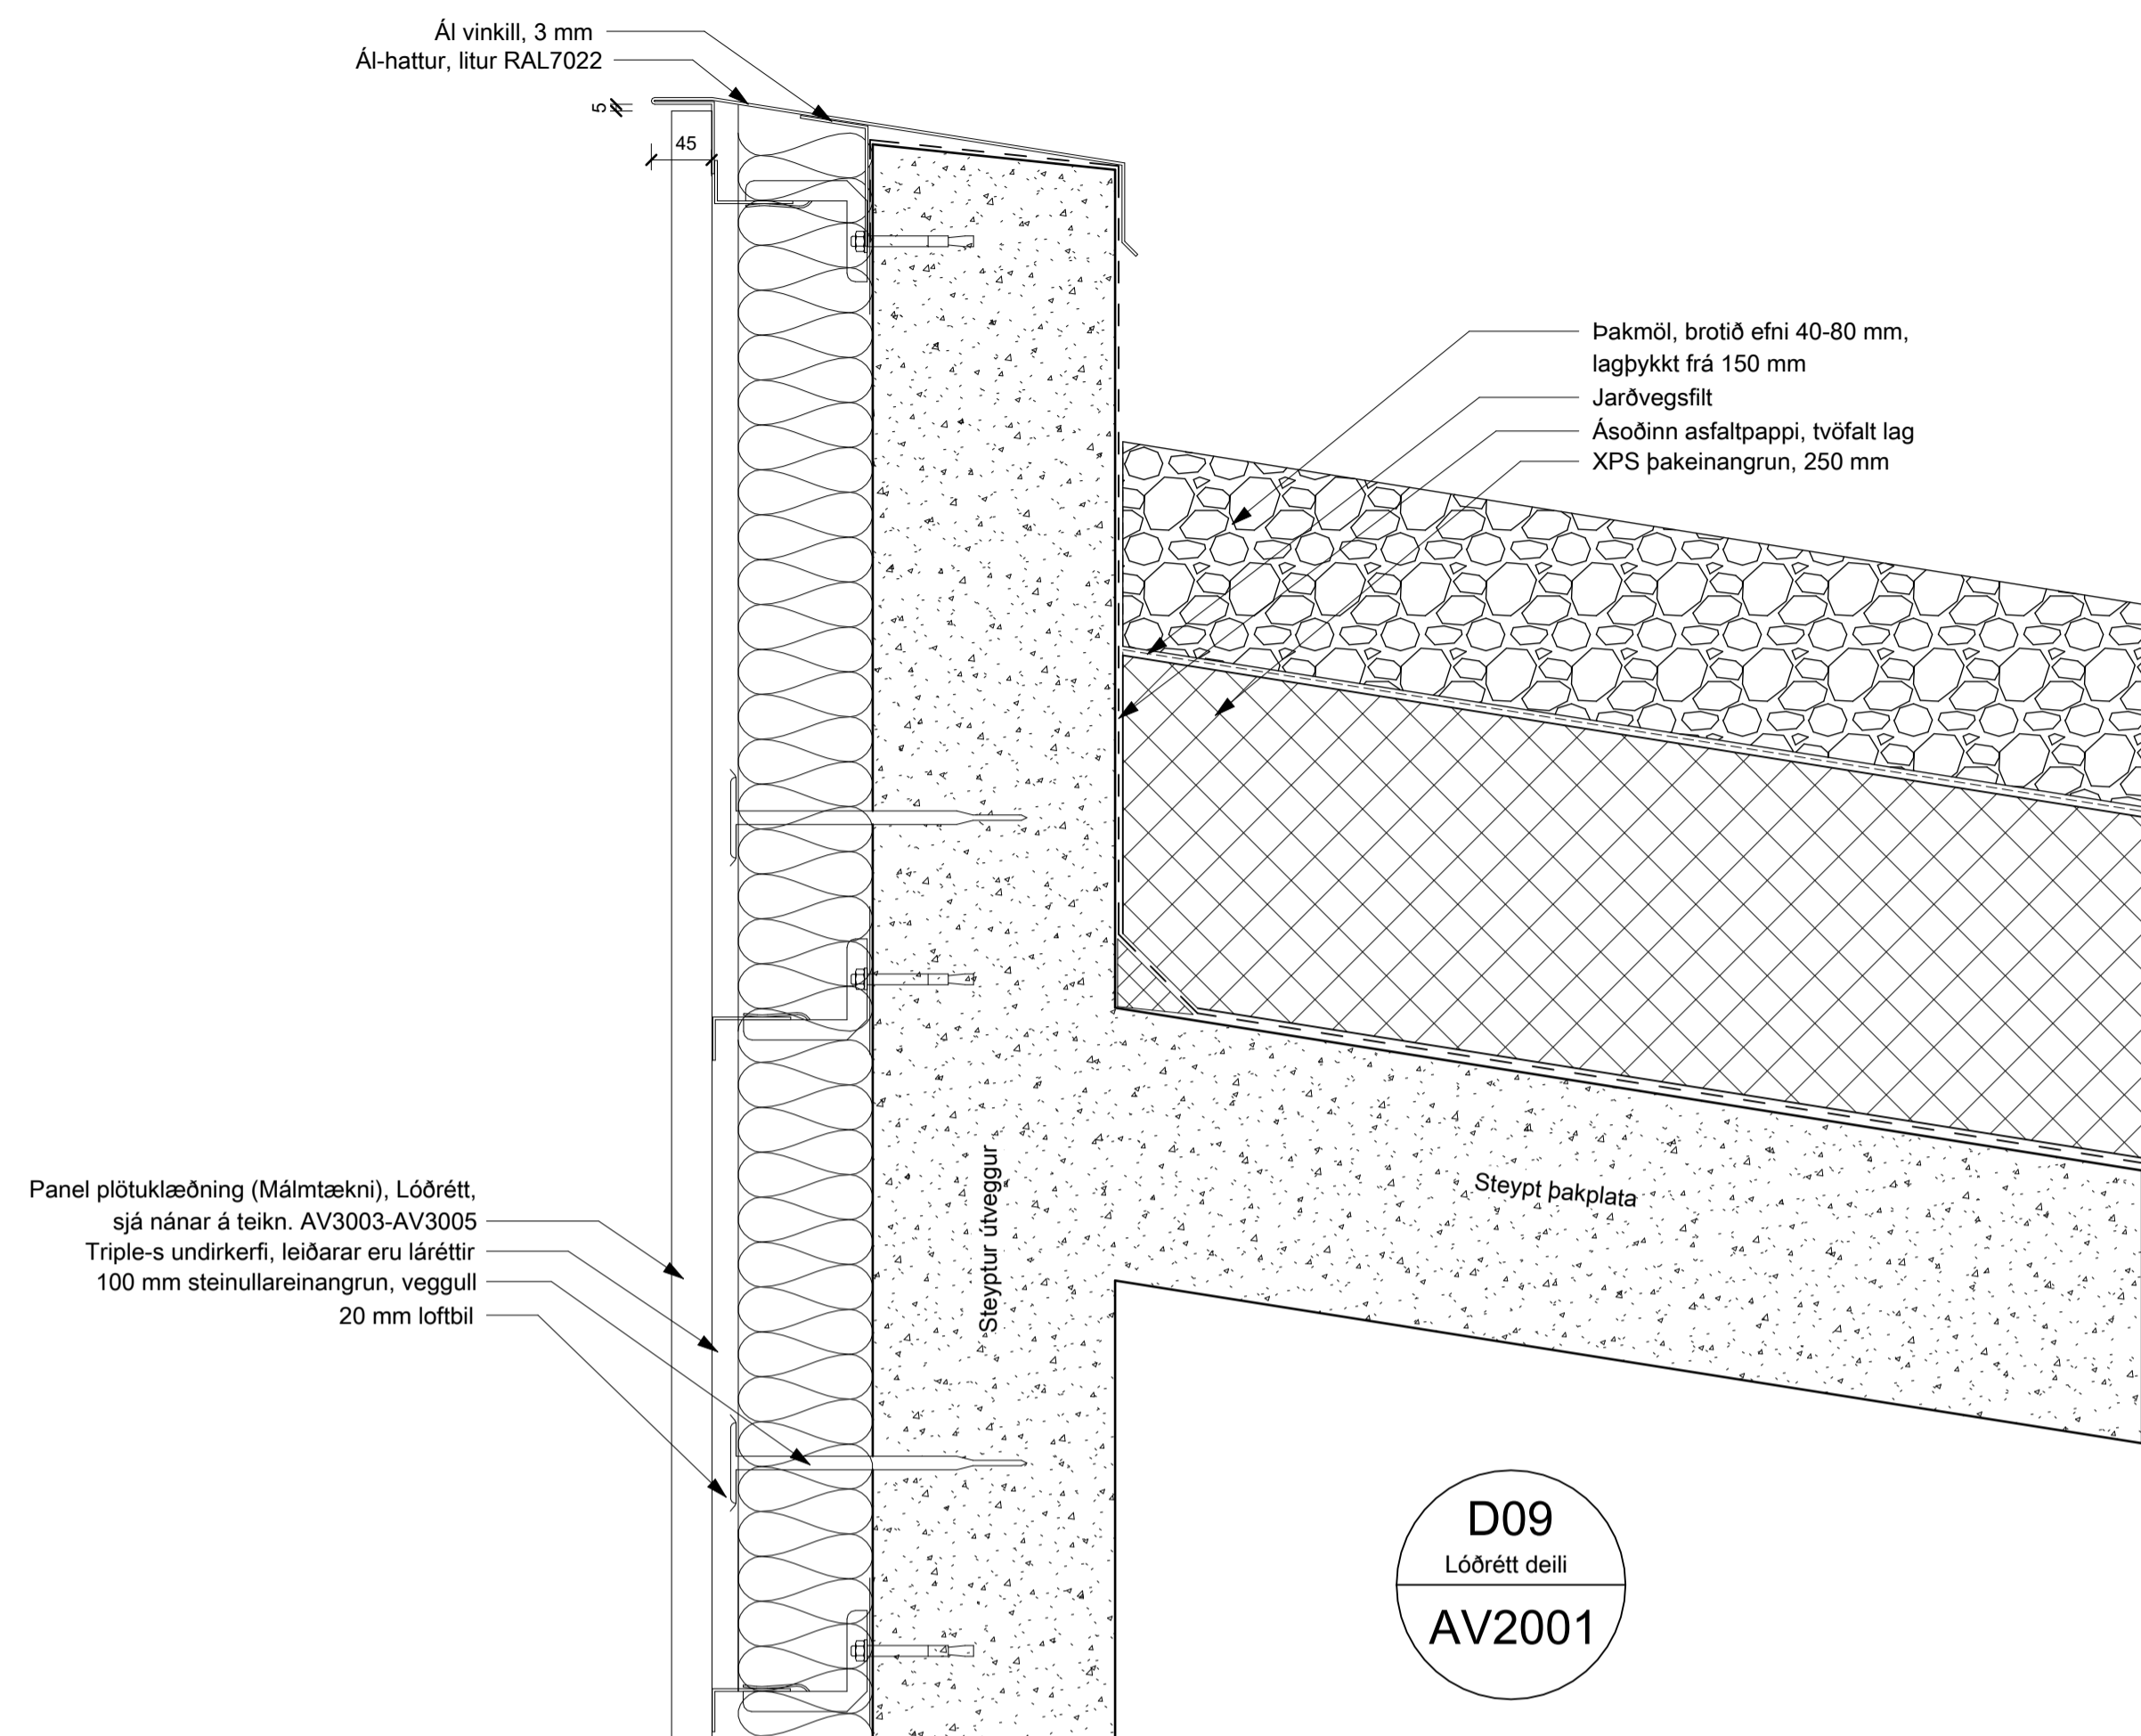 Ál vinkill, 3 mm
Ál-hattur, litur RAL7022
5
45
Þakmöl, brotið efni 40-80 mm,
lagþykkt frá 150 mm
Jarðvegsfilt
Ásoðinn asfaltpappi, tvöfalt lag
XPS þakeinangrun, 250 mm
Panel plötuklæðning (Málmtækni), Lóðrétt,
sjá nánar á teikn. AV3003-AV3005
Triple-s undirkerfi, leiðarar eru láréttir
100 mm steinullareinangrun, veggull
20 mm loftbil
Steyptur útveggur
Steypt þakplata
D09
Lóðrétt deili
AV2001